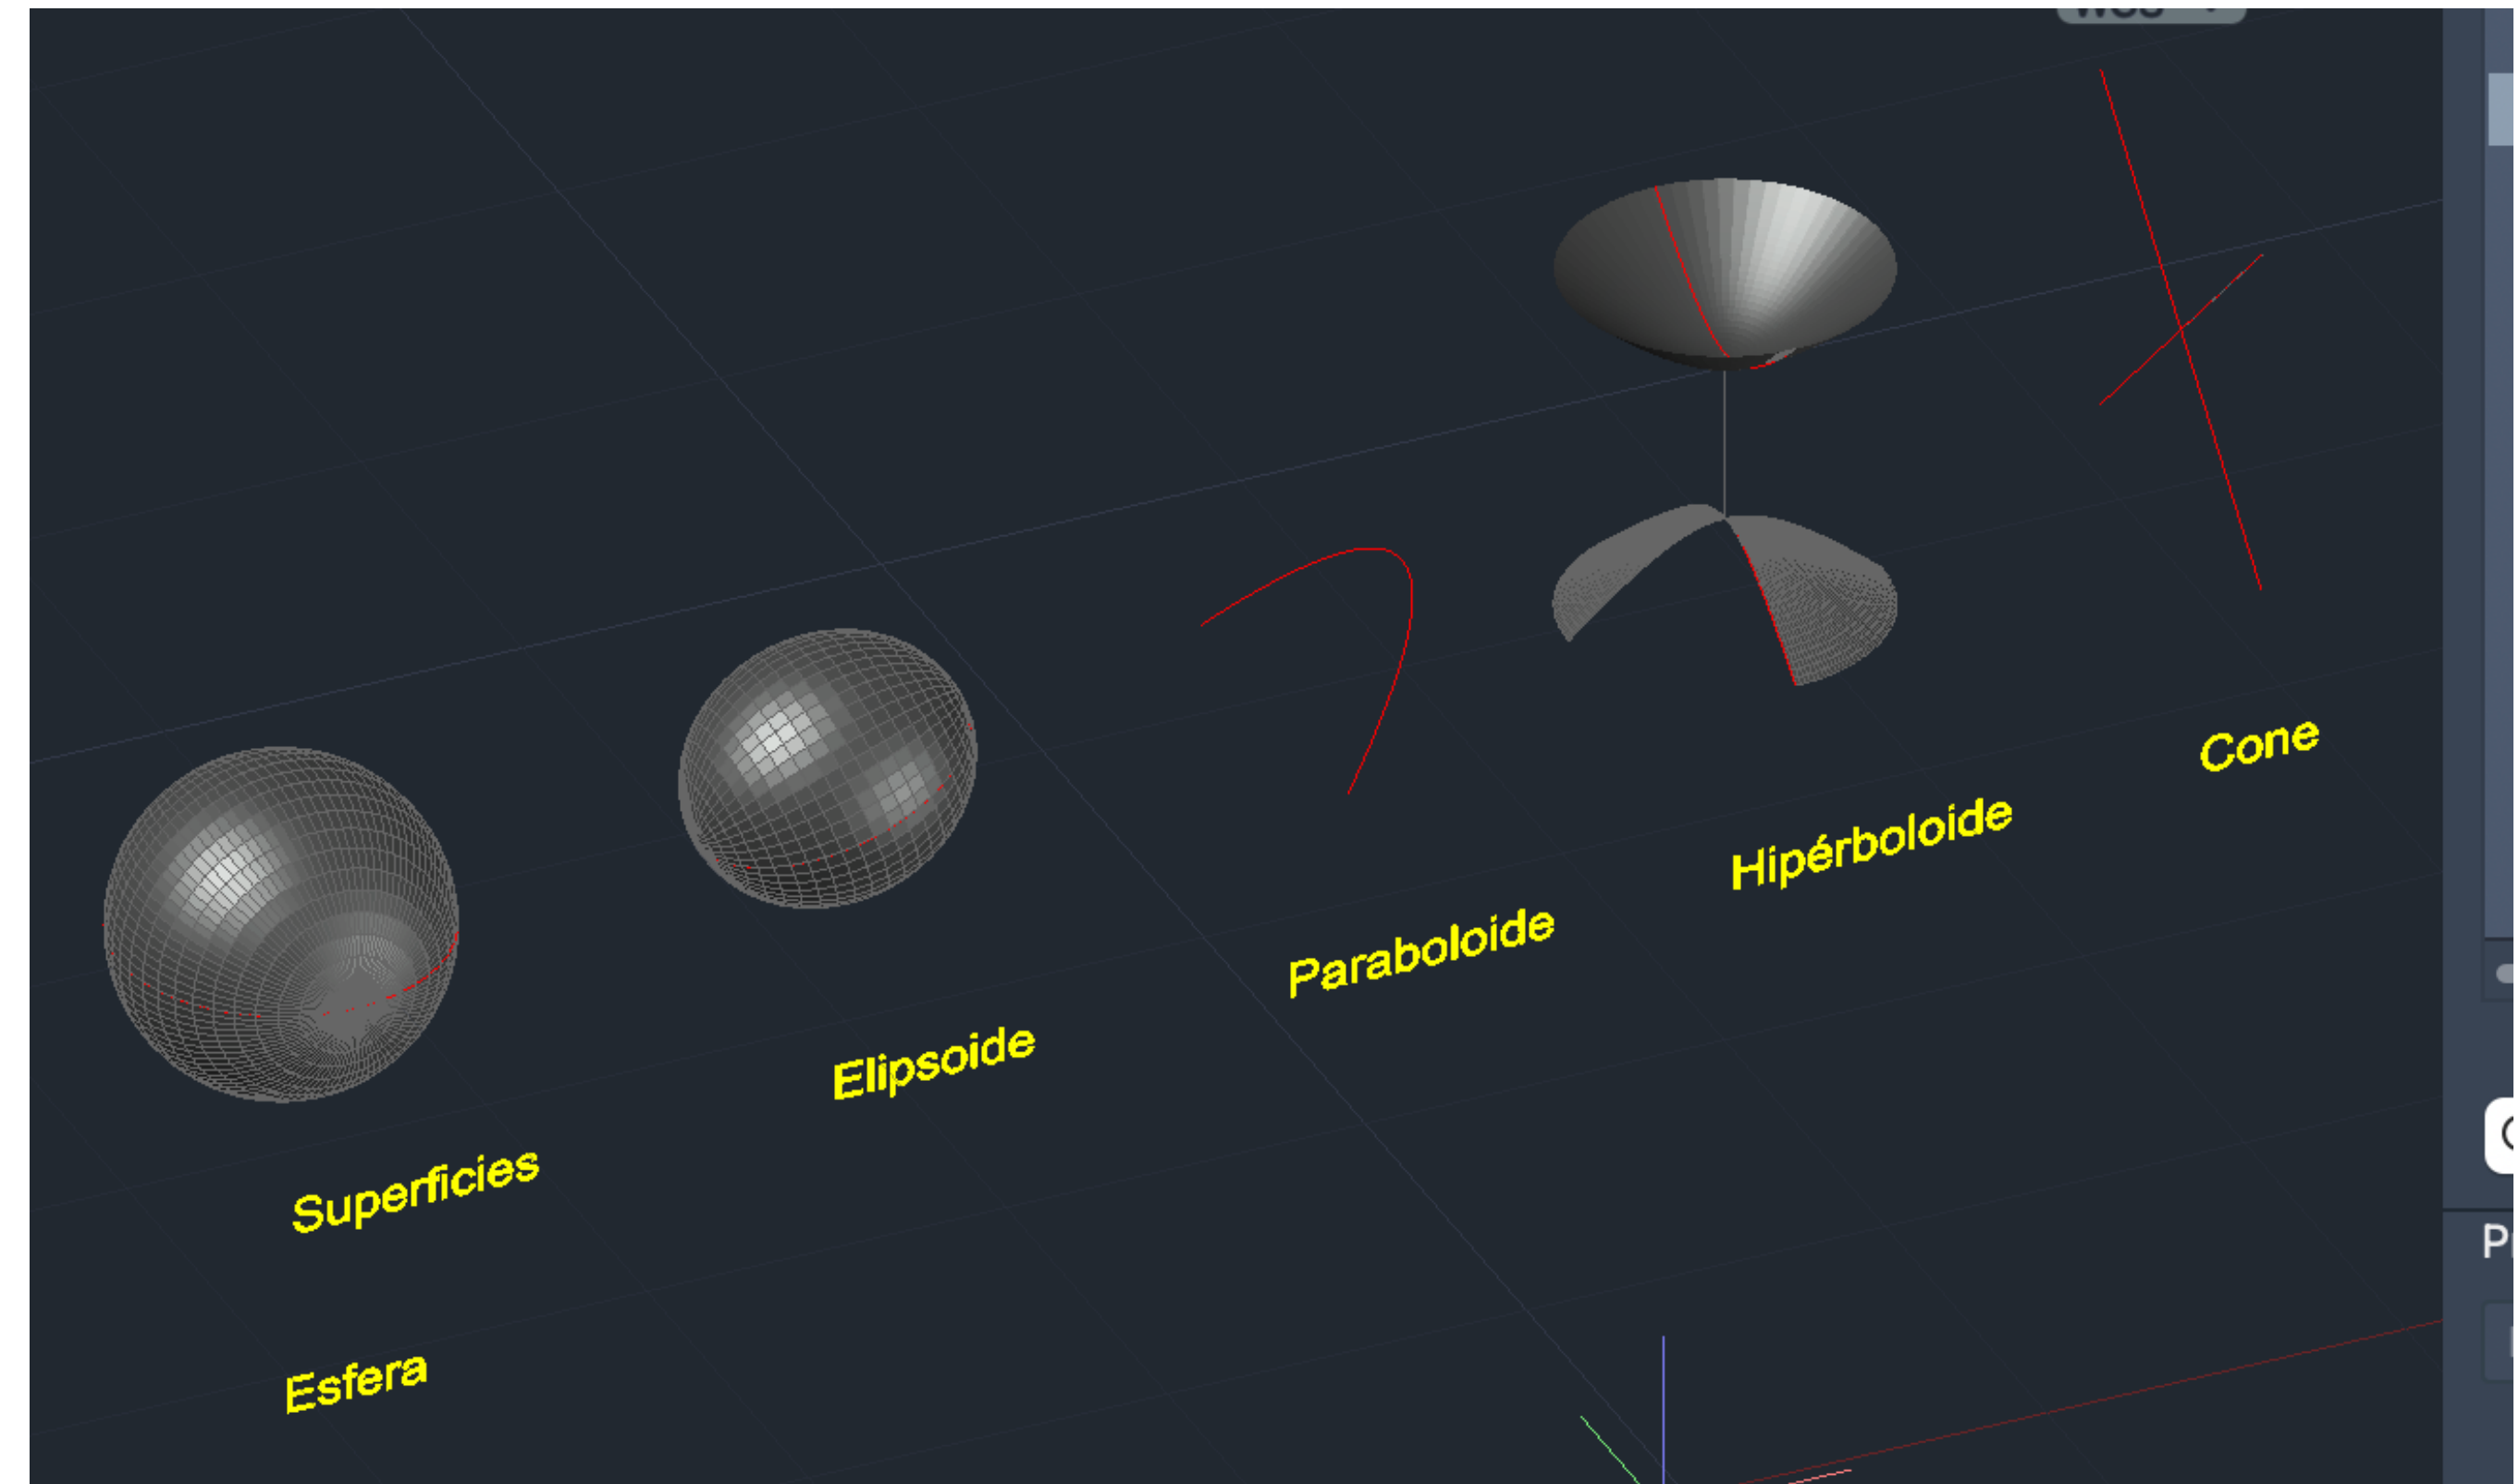 Cone
Hipérboloide
Paraboloide
Elipsoide
Superficies
Esfera